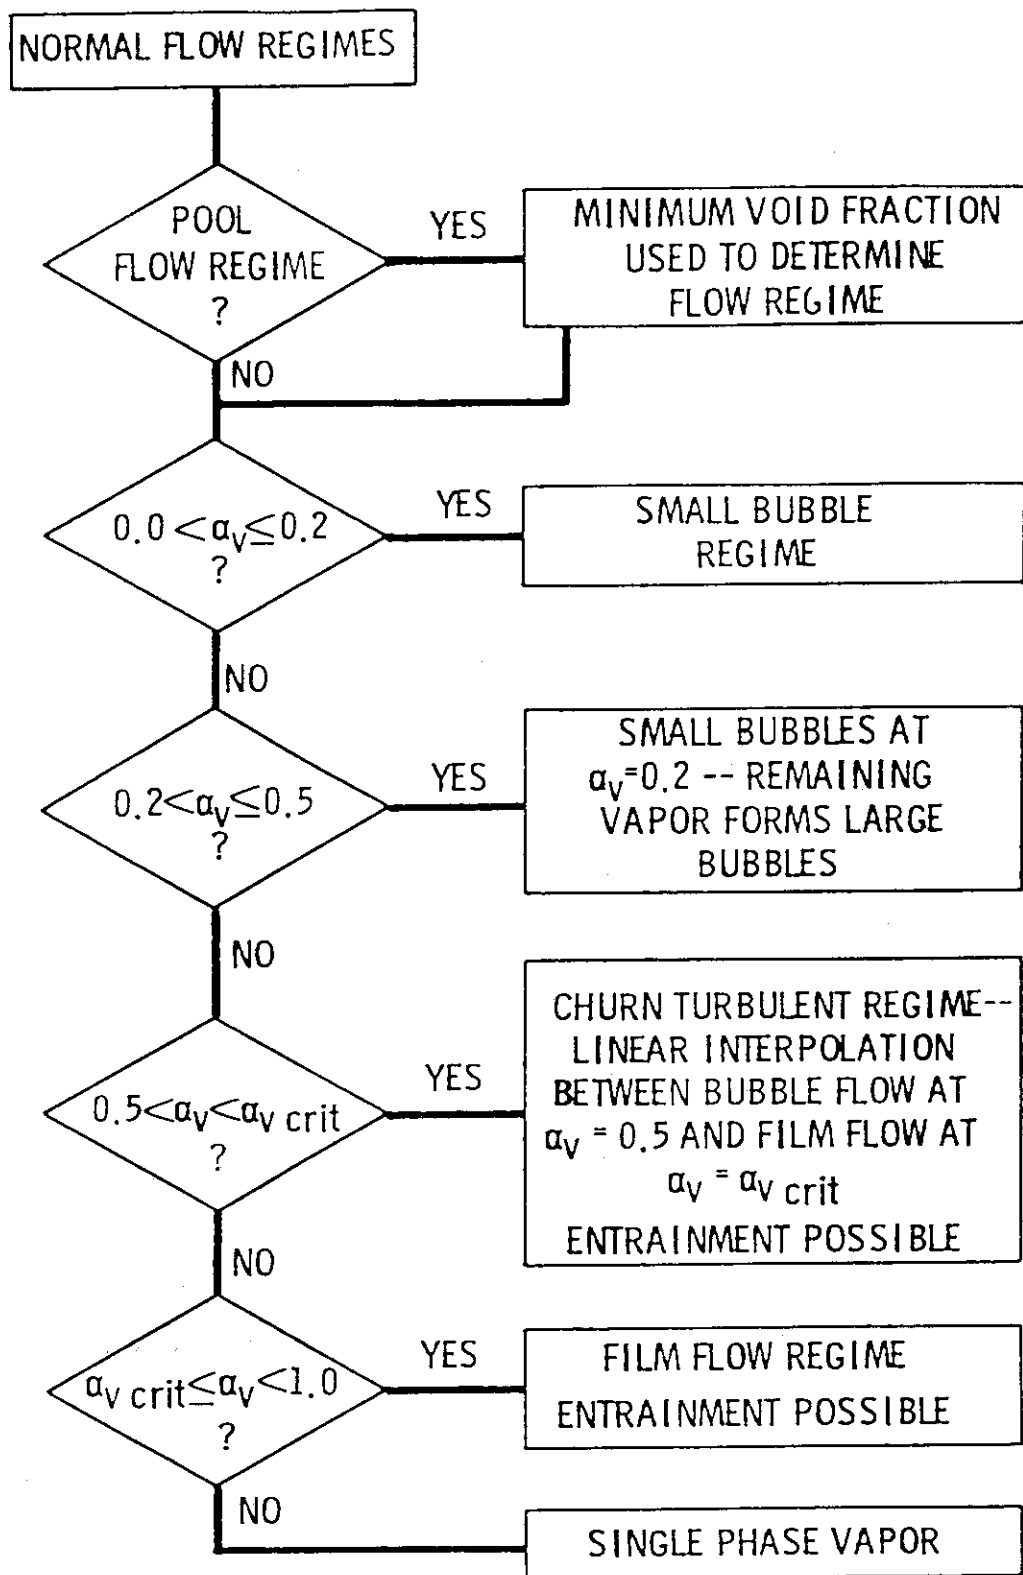 NORMAL FLOW REGIMES
POOL
FLOW REGIME
?
YES
MINIMUM VOID FRACTION
USED TO DETERMINE
FLOW REGIME
NO
0.0 < αv ≤ 0.2
?
YES
SMALL BUBBLE
REGIME
NO
0.2 < αv ≤ 0.5
?
YES
SMALL BUBBLES AT
αv = 0.2 -- REMAINING
VAPOR FORMS LARGE
BUBBLES
NO
0.5 < αv < αv crit
?
YES
CHURN TURBULENT REGIME--
LINEAR INTERPOLATION
BETWEEN BUBBLE FLOW AT
αv = 0.5 AND FILM FLOW AT
αv = αv crit
ENTRAINMENT POSSIBLE
NO
αv crit ≤ αv < 1.0
?
YES
FILM FLOW REGIME
ENTRAINMENT POSSIBLE
NO
SINGLE PHASE VAPOR